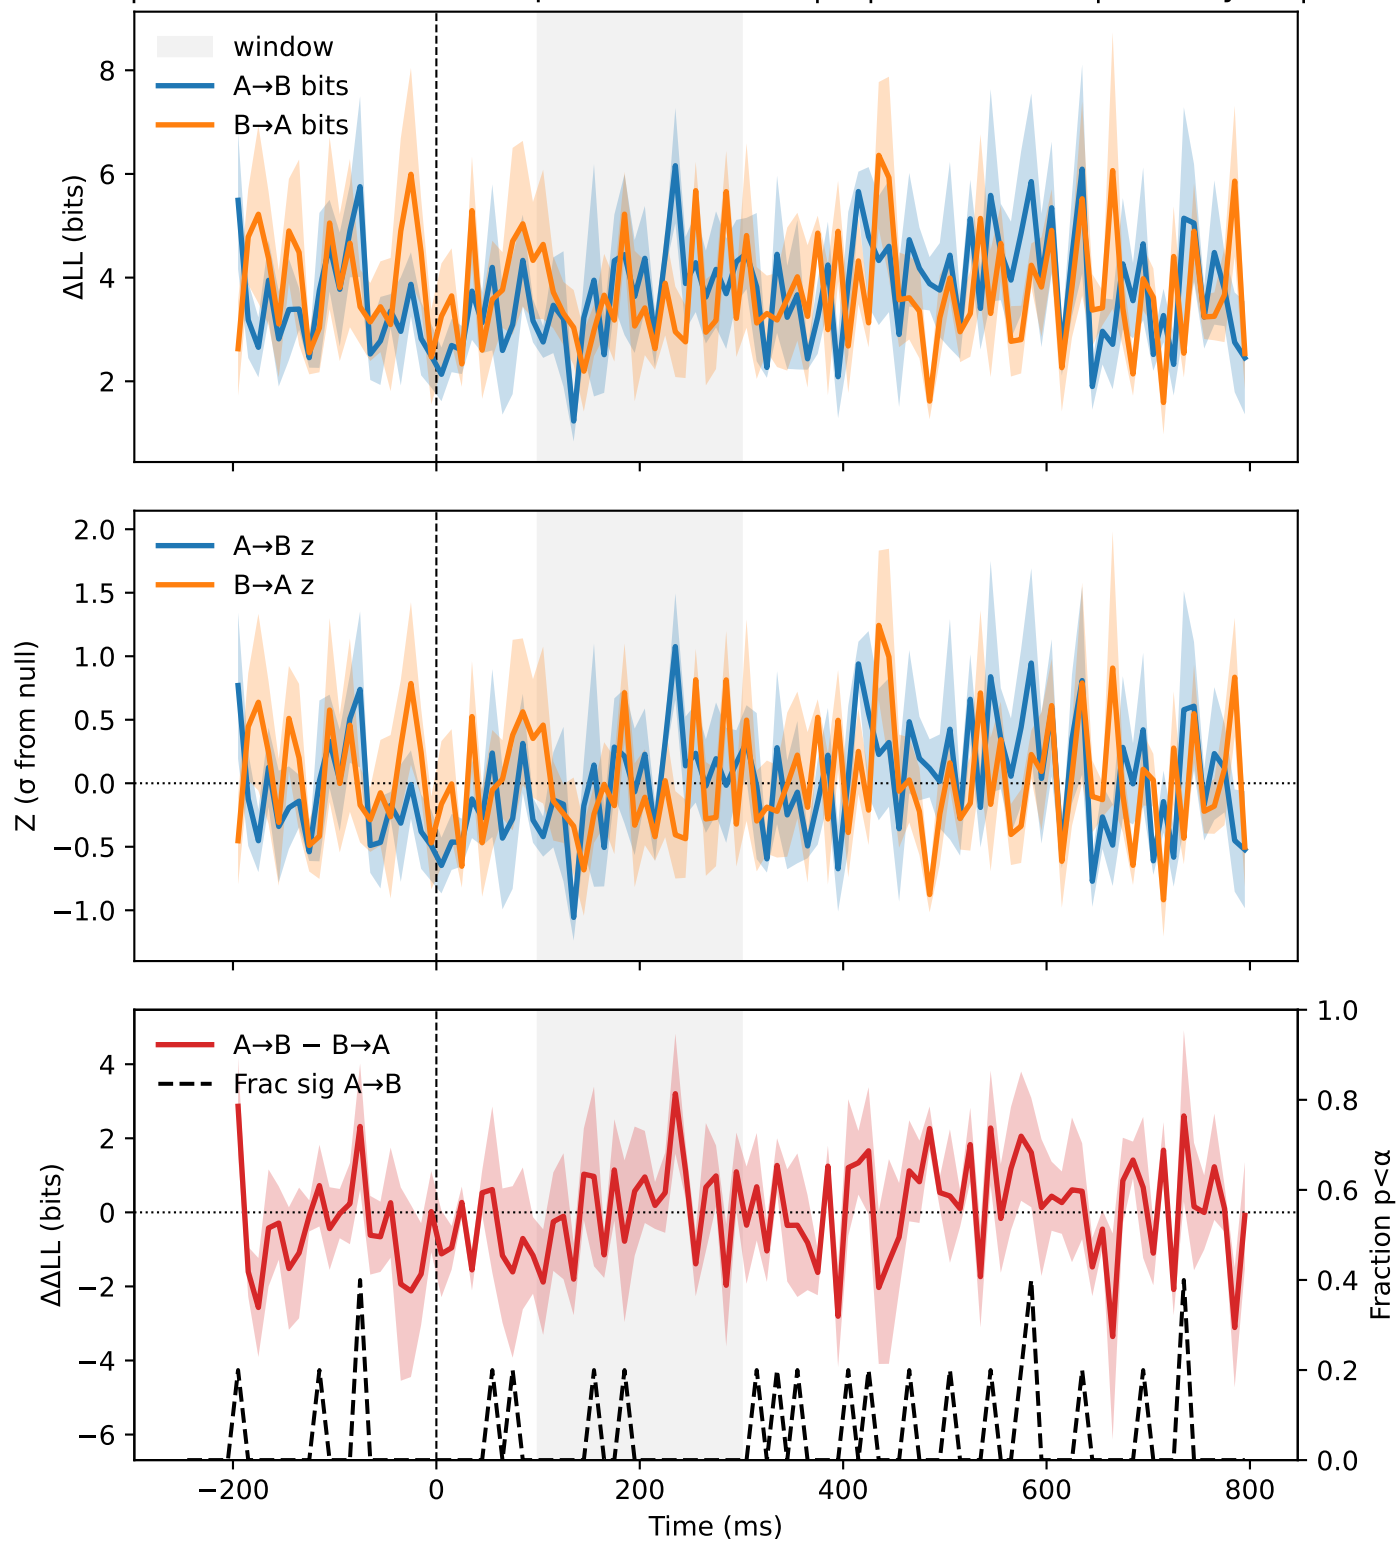 window
A→B bits
B→A bits
ΔLL (bits)
8
6
4
2
A→B z
B→A z
Z (σ from null)
2.0
1.5
1.0
0.5
0.0
−0.5
−1.0
A→B − B→A
Frac sig A→B
ΔΔLL (bits)
4
2
0
−2
−4
−6
1.0
0.8
0.6
0.4
0.2
0.0
Fraction p<α
−200 0 200 400 600 800
Time (ms)